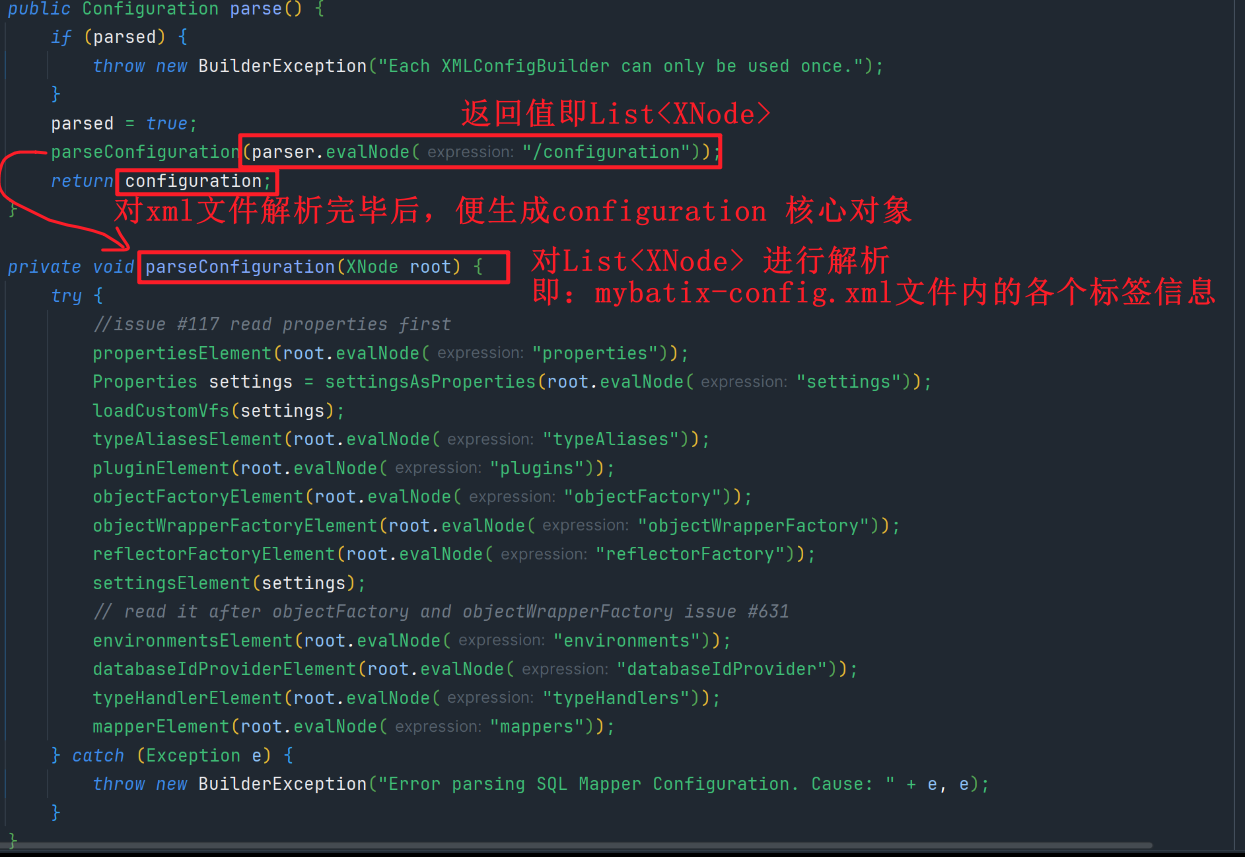 public Configuration parse() {
if (parsed) {
throw new BuilderException("Each XMLConfigBuilder can only be used once.");
}
返回值即List<XNode>
parsed = true;
parseConfiguration(parser.evalNode( expression: "/configuration"));
return configuration;
}
对xml文件解析完毕后，便生成configuration 核心对象
private void parseConfiguration(XNode root) {
对List<XNode> 进行解析
即：mybatix-config.xml文件内的各个标签信息
try {
//issue #117 read properties first
propertiesElement(root.evalNode( expression: "properties"));
Properties settings = settingsAsProperties(root.evalNode( expression: "settings"));
loadCustomVfs(settings);
typeAliasesElement(root.evalNode( expression: "typeAliases"));
pluginElement(root.evalNode( expression: "plugins"));
objectFactoryElement(root.evalNode( expression: "objectFactory"));
objectWrapperFactoryElement(root.evalNode( expression: "objectWrapperFactory"));
reflectorFactoryElement(root.evalNode( expression: "reflectorFactory"));
settingsElement(settings);
// read it after objectFactory and objectWrapperFactory issue #631
environmentsElement(root.evalNode( expression: "environments"));
databaseIdProviderElement(root.evalNode( expression: "databaseIdProvider"));
typeHandlerElement(root.evalNode( expression: "typeHandlers"));
mapperElement(root.evalNode( expression: "mappers"));
} catch (Exception e) {
throw new BuilderException("Error parsing SQL Mapper Configuration. Cause: " + e, e);
}
}